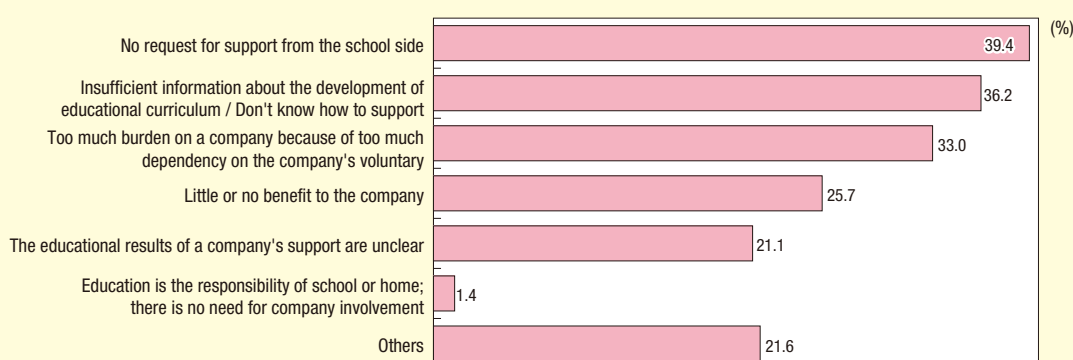 (%)
No request for support from the school side
39.4
Insufficient information about the development of
educational curriculum / Don't know how to support
36.2
Too much burden on a company because of too much
dependency on the company's voluntary
33.0
Little or no benefit to the company
25.7
The educational results of a company's support are unclear
21.1
Education is the responsibility of school or home;
there is no need for company involvement
1.4
Others
21.6